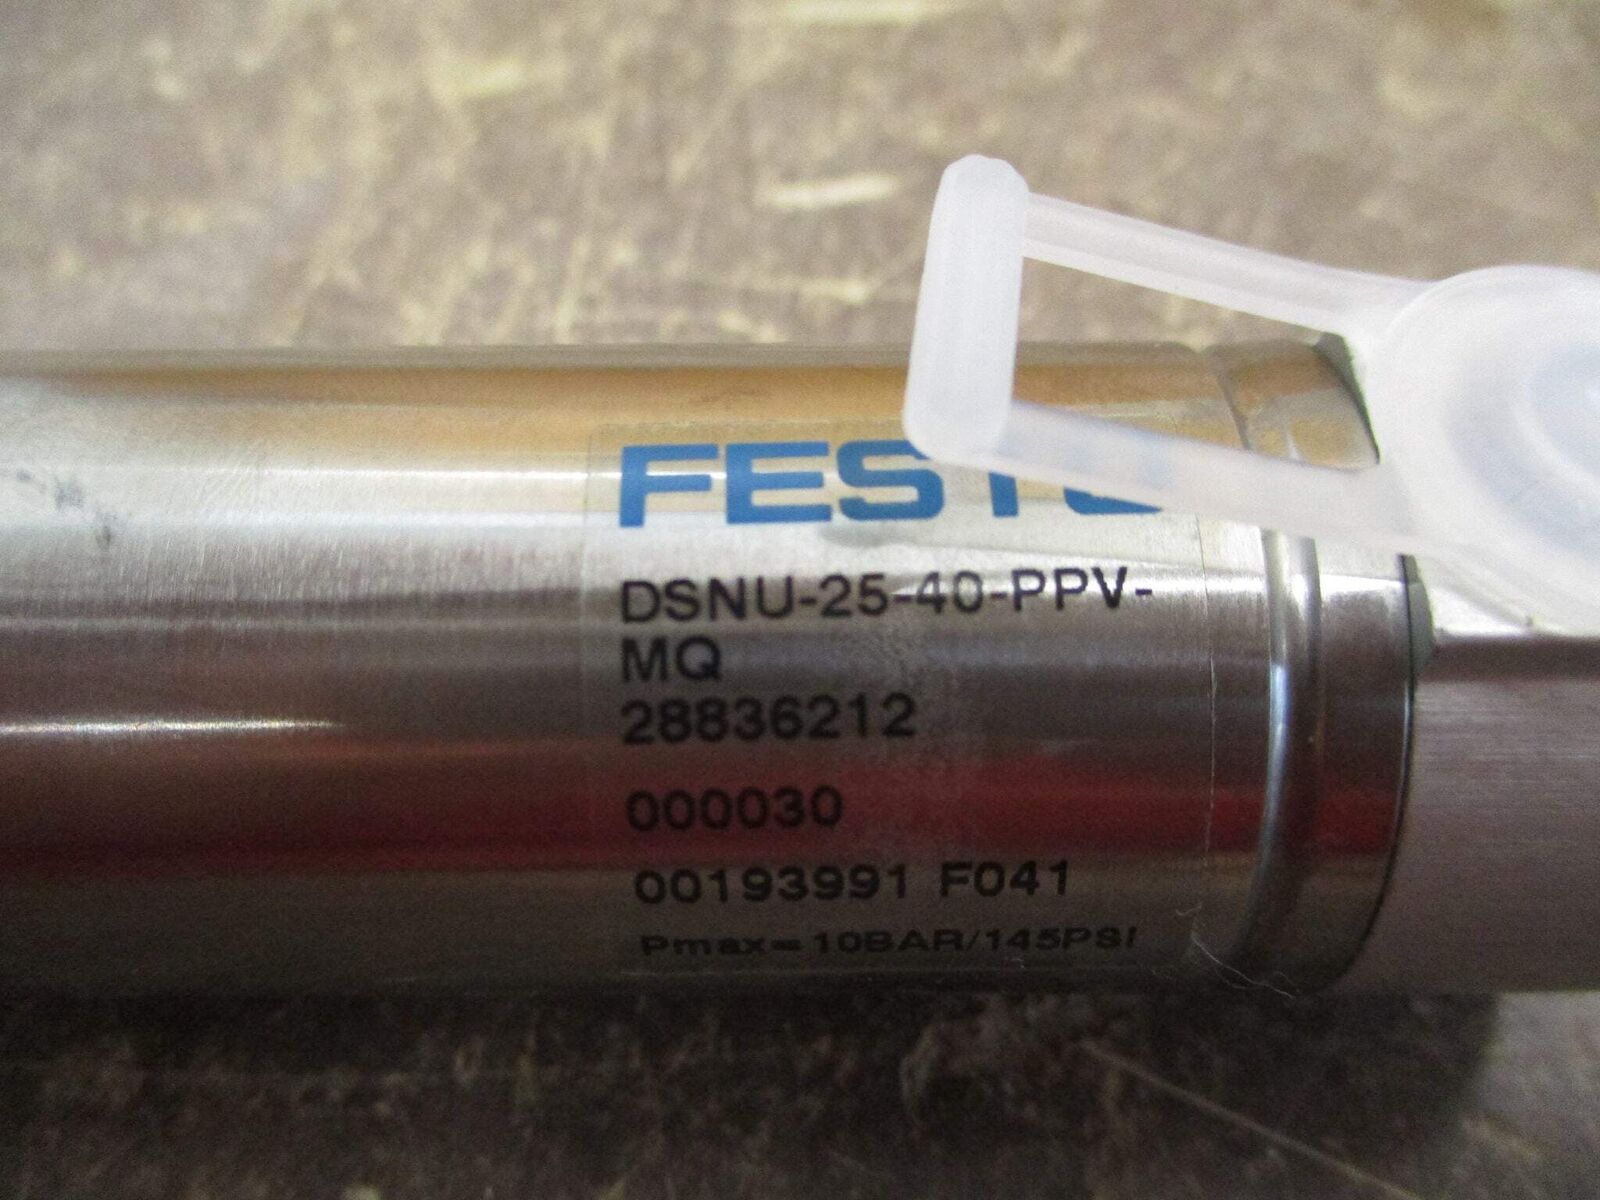 FESTO
DSNU-25-40-PPV-
MQ
28836212
000030
00193991 F041
Pmax=10BAR/145PSI